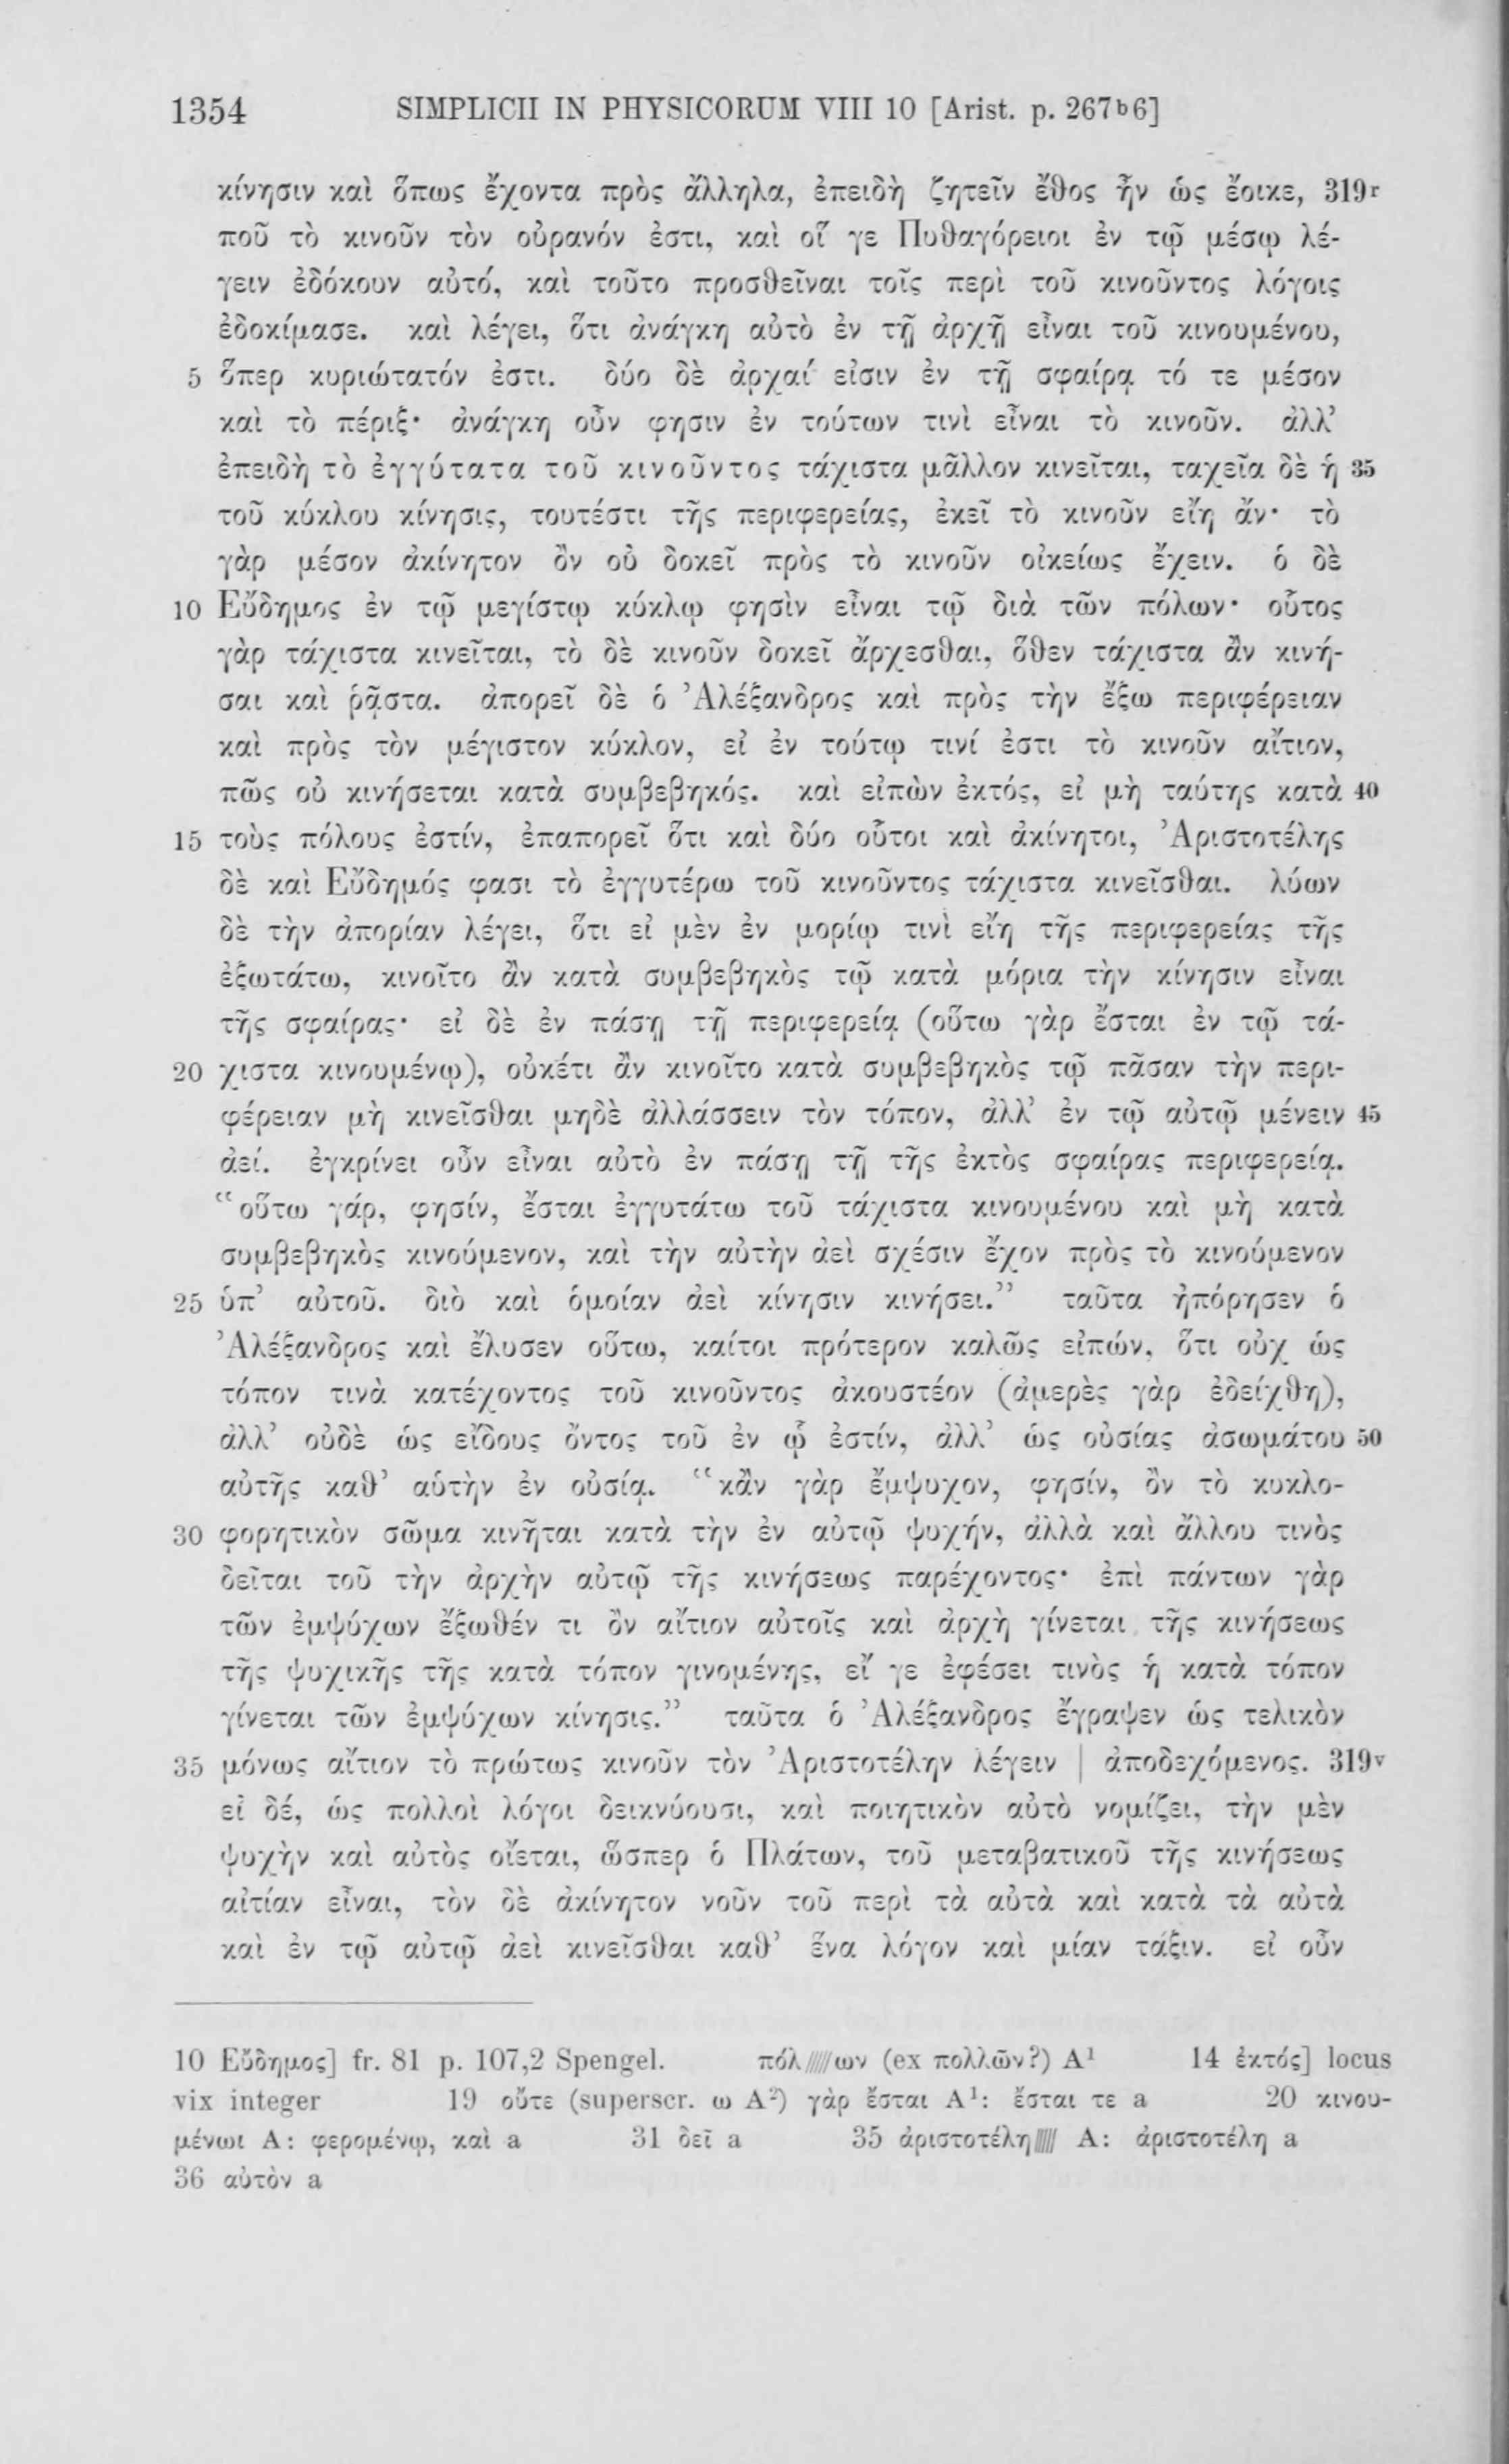 1354 SIMPLICII IN PHYSICORUM VIII 10 [Arist. p. 267b6]
κίνησιν καὶ ὅπως ἔχοντα πρὸς ἄλληλα, ἐπειδὴ ζητεῖν ἔθος ἦν ὡς ἔοικε, 319r
ποῦ τὸ κινοῦν τὸν οὐρανόν ἐστι, καὶ οἵ γε Πυθαγόρειοι ἐν τῷ μέσῳ λέ-
γειν ἐδόκουν αὐτό, καὶ τοῦτο προσθεῖναι τοῖς περὶ τοῦ κινοῦντος λόγοις
ἐδοκίμασε. καὶ λέγει, ὅτι ἀνάγκη αὐτὸ ἐν τῇ ἀρχῇ εἶναι τοῦ κινουμένου,
5 ὅπερ κυριώτατόν ἐστι. δύο δὲ ἀρχαί εἰσιν ἐν τῇ σφαίρᾳ τό τε μέσον
καὶ τὸ πέριξ· ἀνάγκη οὖν φησιν ἐν τούτων τινὶ εἶναι τὸ κινοῦν. ἀλλ’
ἐπειδὴ τὸ ἐγγύτατα τοῦ κινοῦντος τάχιστα μᾶλλον κινεῖται, ταχεῖα δὲ ἡ 35
τοῦ κύκλου κίνησις, τουτέστι τῆς περιφερείας, ἐκεῖ τὸ κινοῦν εἴη ἄν· τὸ
γὰρ μέσον ἀκίνητον ὂν οὐ δοκεῖ πρὸς τὸ κινοῦν οἰκείως ἔχειν. ὁ δὲ
10 Εὔδημος ἐν τῷ μεγίστῳ κύκλῳ φησὶν εἶναι τῷ διὰ τῶν πόλων· οὗτος
γὰρ τάχιστα κινεῖται, τὸ δὲ κινοῦν δοκεῖ ἄρχεσθαι, ὅθεν τάχιστα ἂν κινή-
σαι καὶ ῥᾷστα. ἀπορεῖ δὲ ὁ Ἀλέξανδρος καὶ πρὸς τὴν ἔξω περιφέρειαν
καὶ πρὸς τὸν μέγιστον κύκλον, εἰ ἐν τούτῳ τινί ἐστι τὸ κινοῦν αἴτιον,
πῶς οὐ κινήσεται κατὰ συμβεβηκός. καὶ εἰπὼν ἐκτός, εἰ μὴ ταύτης κατὰ 40
15 τοὺς πόλους ἐστίν, ἐπαπορεῖ ὅτι καὶ δύο οὗτοι καὶ ἀκίνητοι, Ἀριστοτέλης
δὲ καὶ Εὔδημός φασι τὸ ἐγγυτέρω τοῦ κινοῦντος τάχιστα κινεῖσθαι. λύων
δὲ τὴν ἀπορίαν λέγει, ὅτι εἰ μὲν ἐν μορίῳ τινὶ εἴη τῆς περιφερείας τῆς
ἐξωτάτω, κινοῖτο ἂν κατὰ συμβεβηκὸς τῷ κατὰ μόρια τὴν κίνησιν εἶναι
τῆς σφαίρας· εἰ δὲ ἐν πάσῃ τῇ περιφερείᾳ (οὕτω γὰρ ἔσται ἐν τῷ τά-
20 χιστα κινουμένῳ), οὐκέτι ἂν κινοῖτο κατὰ συμβεβηκὸς τῷ πᾶσαν τὴν περι-
φέρειαν μὴ κινεῖσθαι μηδὲ ἀλλάσσειν τὸν τόπον, ἀλλ’ ἐν τῷ αὐτῷ μένειν 45
ἀεί. ἐγκρίνει οὖν εἶναι αὐτὸ ἐν πάσῃ τῇ τῆς ἐκτὸς σφαίρας περιφερείᾳ.
“οὕτω γάρ, φησίν, ἔσται ἐγγυτάτω τοῦ τάχιστα κινουμένου καὶ μὴ κατὰ
συμβεβηκὸς κινούμενον, καὶ τὴν αὐτὴν ἀεὶ σχέσιν ἔχον πρὸς τὸ κινούμενον
25 ὑπ’ αὐτοῦ. διὸ καὶ ὁμοίαν ἀεὶ κίνησιν κινήσει.” ταῦτα ἠπόρησεν ὁ
Ἀλέξανδρος καὶ ἔλυσεν οὕτω, καίτοι πρότερον καλῶς εἰπών, ὅτι οὐχ ὡς
τόπον τινὰ κατέχοντος τοῦ κινοῦντος ἀκουστέον (ἀμερὲς γὰρ ἐδείχθη),
ἀλλ’ οὐδὲ ὡς εἴδους ὄντος τοῦ ἐν ᾧ ἐστίν, ἀλλ’ ὡς οὐσίας ἀσωμάτου 50
αὐτῆς καθ’ αὑτὴν ἐν οὐσίᾳ. “κἂν γὰρ ἔμψυχον, φησίν, ὂν τὸ κυκλο-
30 φορητικὸν σῶμα κινῆται κατὰ τὴν ἐν αὐτῷ ψυχήν, ἀλλὰ καὶ ἄλλου τινὸς
δεῖται τοῦ τὴν ἀρχὴν αὐτῷ τῆς κινήσεως παρέχοντος· ἐπὶ πάντων γὰρ
τῶν ἐμψύχων ἔξωθέν τι ὂν αἴτιον αὐτοῖς καὶ ἀρχὴ γίνεται τῆς κινήσεως
τῆς ψυχικῆς τῆς κατὰ τόπον γινομένης, εἴ γε ἐφέσει τινὸς ἡ κατὰ τόπον
γίνεται τῶν ἐμψύχων κίνησις.” ταῦτα ὁ Ἀλέξανδρος ἔγραψεν ὡς τελικὸν
35 μόνως αἴτιον τὸ πρώτως κινοῦν τὸν Ἀριστοτέλην λέγειν | ἀποδεχόμενος. 319v
εἰ δέ, ὡς πολλοὶ λόγοι δεικνύουσι, καὶ ποιητικὸν αὐτὸ νομίζει, τὴν μὲν
ψυχὴν καὶ αὐτὸς οἴεται, ὥσπερ ὁ Πλάτων, τοῦ μεταβατικοῦ τῆς κινήσεως
αἰτίαν εἶναι, τὸν δὲ ἀκίνητον νοῦν τοῦ περὶ τὰ αὐτὰ καὶ κατὰ τὰ αὐτὰ
καὶ ἐν τῷ αὐτῷ ἀεὶ κινεῖσθαι καθ’ ἕνα λόγον καὶ μίαν τάξιν. εἰ οὖν
10 Εὔδημος] fr. 81 p. 107,2 Spengel. πόλ/////ων (ex πολλῶν?) A¹ 14 ἐκτός] locus
vix integer 19 οὔτε (superscr. ω A²) γὰρ ἔσται A¹: ἔσται τε a 20 κινου-
μένωι A: φερομένῳ, καὶ a 31 δεῖ a 35 ἀριστοτέλη///// A: ἀριστοτέλη a
36 αὐτὸν a